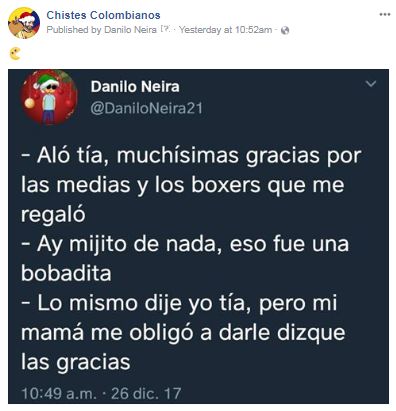 Chistes Colombianos
Published by Danilo Neira [?] · Yesterday at 10:52am ·
Danilo Neira
@DaniloNeira21
- Aló tía, muchísimas gracias por
las medias y los boxers que me
regaló
- Ay mijito de nada, eso fue una
bobadita
- Lo mismo dije yo tía, pero mi
mamá me obligó a darle dizque
las gracias
10:49 a.m. · 26 dic. 17